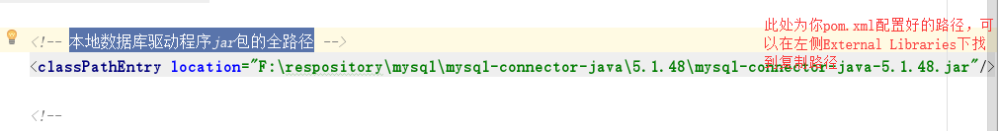 <!-- 本地数据库驱动程序jar包的全路径 -->
此处为你pom.xml配置好的路径，可
以在左侧External Libraries下找
到复制路径
<classPathEntry location="F:\respository\mysql\mysql-connector-java\5.1.48\mysql-connector-java-5.1.48.jar"/>
<!--